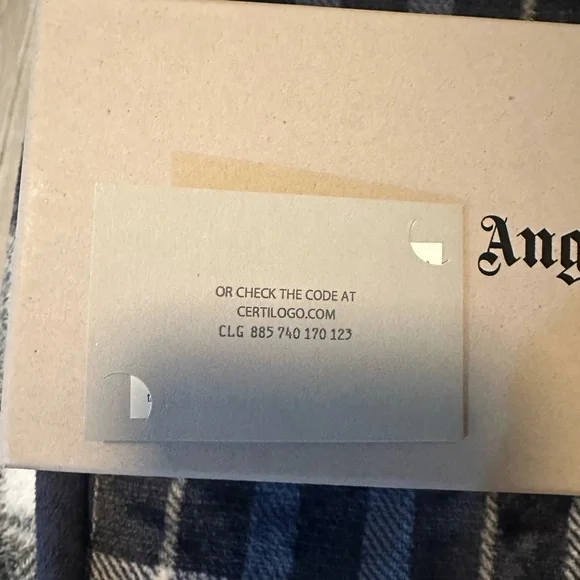 Ang
OR CHECK THE CODE AT
CERTILOGO.COM
CLG 885 740 170 123